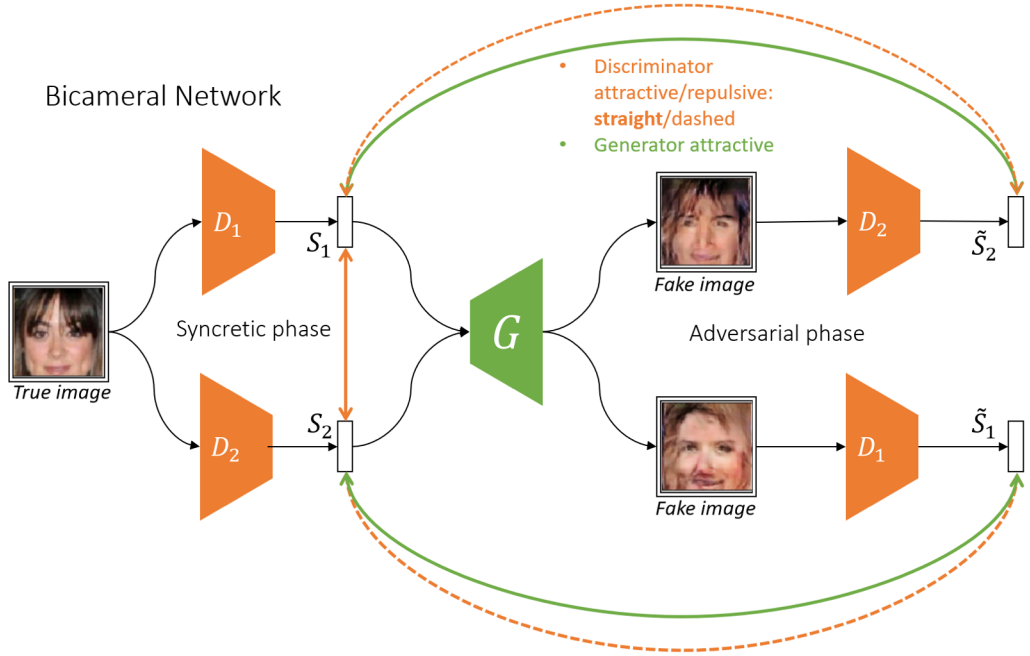 Bicameral Network
• Discriminator
attractive/repulsive:
straight/dashed
• Generator attractive
D₁
S₁
D₂
S̃₂
Fake image
Syncretic phase
G
Adversarial phase
True image
D₂
S₂
D₁
S̃₁
Fake image